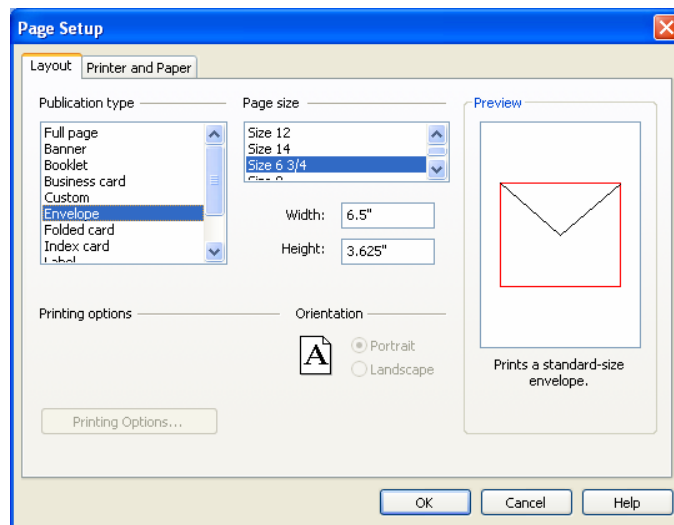 Page Setup
Layout
Printer and Paper
Publication type
Full page
Banner
Booklet
Business card
Custom
Envelope
Folded card
Index card
Label
Page size
Size 12
Size 14
Size 6 3/4
Width:
6.5"
Height:
3.625"
Preview
Prints a standard-size
envelope.
Printing options
Printing Options...
Orientation
A
Portrait
Landscape
OK
Cancel
Help